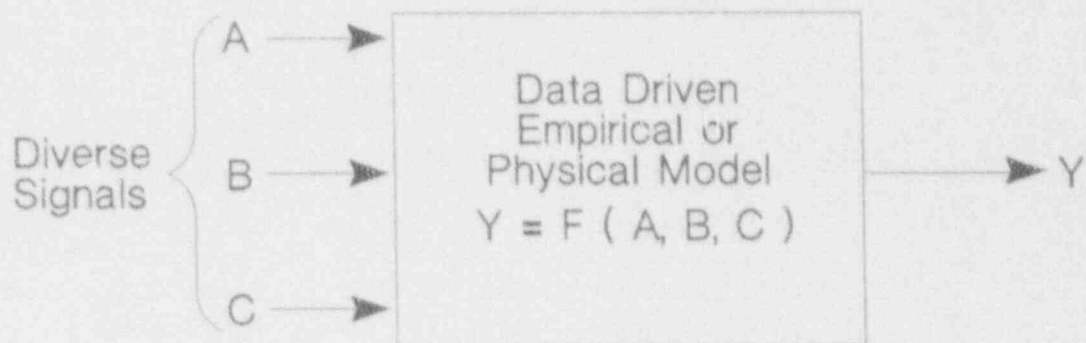 A
B
C
Diverse
Signals
Data Driven
Empirical or
Physical Model
Y = F ( A, B, C )
Y